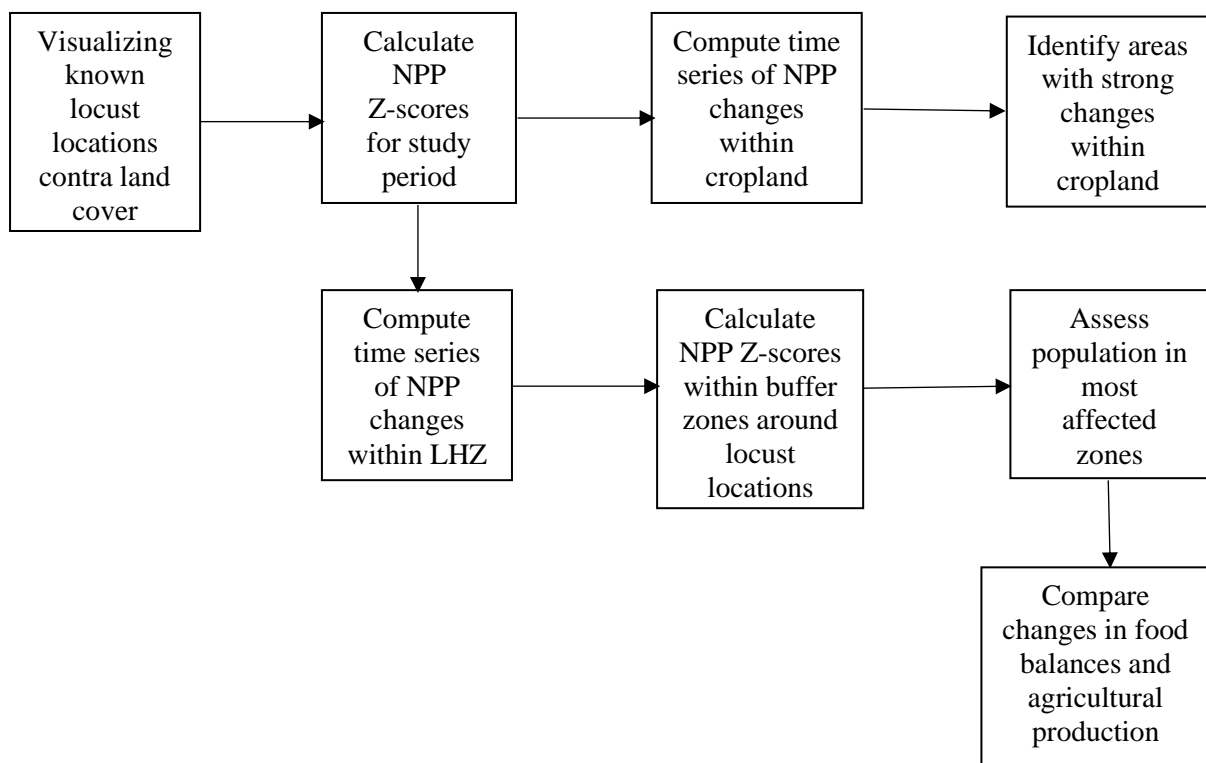 Visualizing
known
locust
locations
contra land
cover
Calculate
NPP
Z-scores
for study
period
Compute time
series of NPP
changes
within
cropland
Identify areas
with strong
changes
within
cropland
Compute
time series
of NPP
changes
within LHZ
Calculate
NPP Z-scores
within buffer
zones around
locust
locations
Assess
population in
most
affected
zones
Compare
changes in food
balances and
agricultural
production